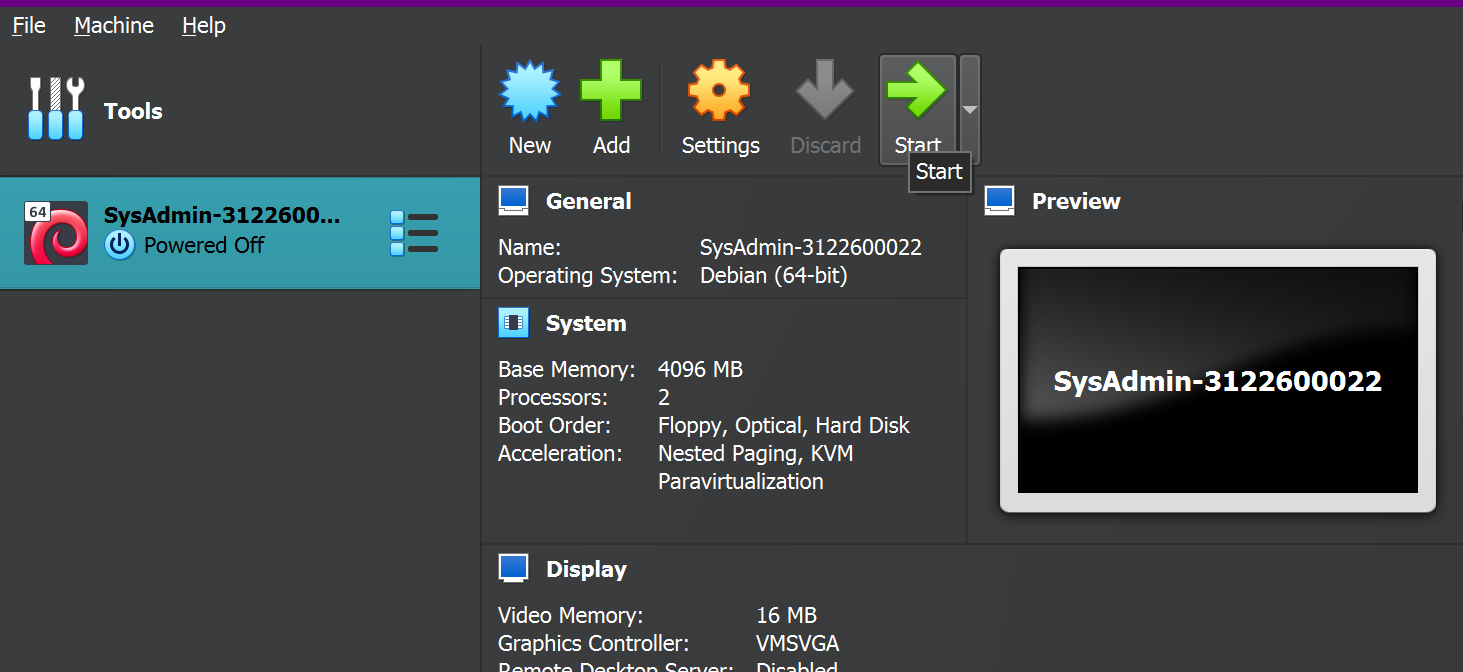 File Machine Help
Tools
New Add Settings Discard Start
Start
64
SysAdmin-3122600...
Powered Off
General
Name: SysAdmin-3122600022
Operating System: Debian (64-bit)
System
Base Memory: 4096 MB
Processors: 2
Boot Order: Floppy, Optical, Hard Disk
Acceleration: Nested Paging, KVM
Paravirtualization
Preview
SysAdmin-3122600022
Display
Video Memory: 16 MB
Graphics Controller: VMSVGA
Remote Desktop Server: Disabled